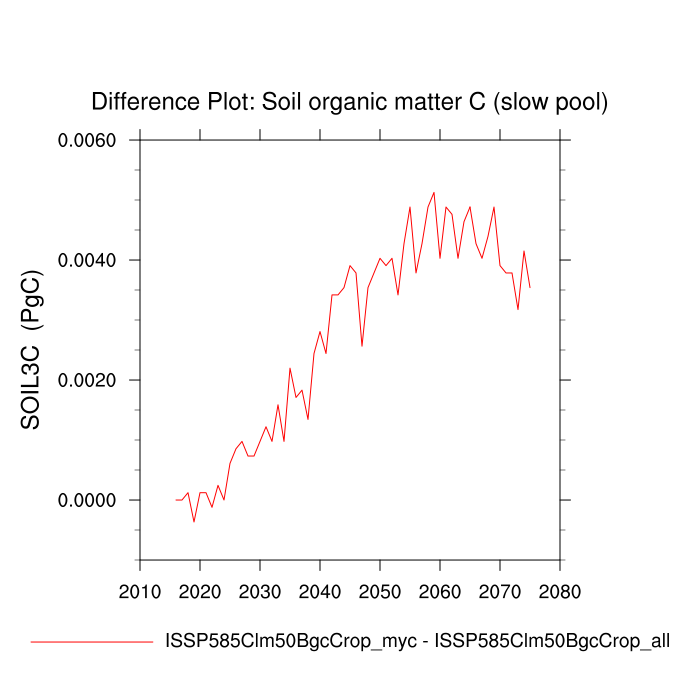 Difference Plot: Soil organic matter C (slow pool)
0.0060
0.0040
0.0020
0.0000
SOIL3C (PgC)
2010 2020 2030 2040 2050 2060 2070 2080
ISSP585Clm50BgcCrop_myc - ISSP585Clm50BgcCrop_all